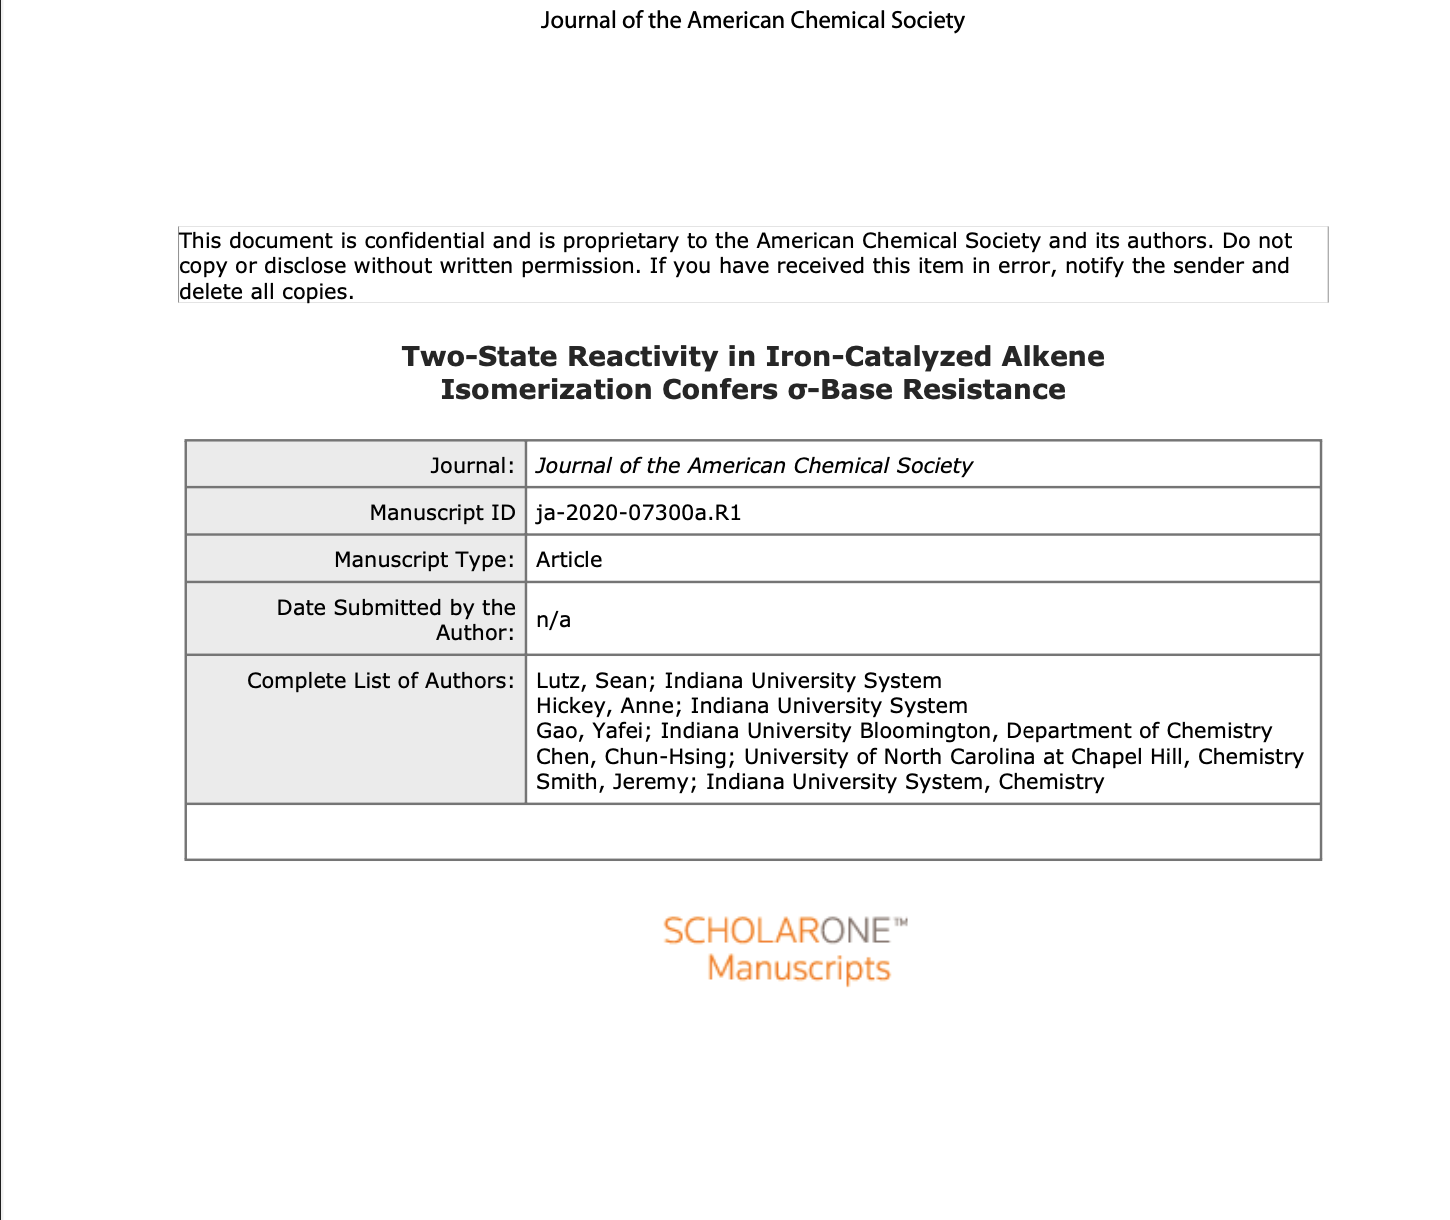 Journal of the American Chemical Society
This document is confidential and is proprietary to the American Chemical Society and its authors. Do not
copy or disclose without written permission. If you have received this item in error, notify the sender and
delete all copies.
Two-State Reactivity in Iron-Catalyzed Alkene
Isomerization Confers σ-Base Resistance
Journal: Journal of the American Chemical Society
Manuscript ID ja-2020-07300a.R1
Manuscript Type: Article
Date Submitted by the
Author: n/a
Complete List of Authors: Lutz, Sean; Indiana University System
Hickey, Anne; Indiana University System
Gao, Yafei; Indiana University Bloomington, Department of Chemistry
Chen, Chun-Hsing; University of North Carolina at Chapel Hill, Chemistry
Smith, Jeremy; Indiana University System, Chemistry
SCHOLARONE™
Manuscripts